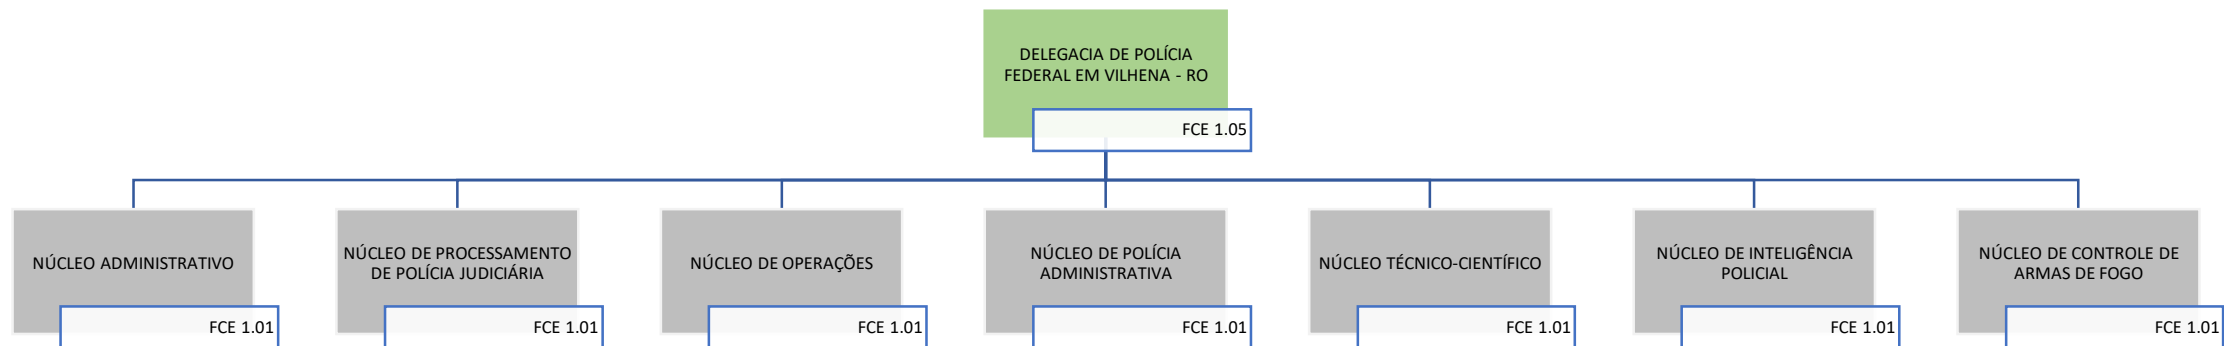 DELEGACIA DE POLÍCIA
FEDERAL EM VILHENA - RO
FCE 1.05
NÚCLEO ADMINISTRATIVO
FCE 1.01
NÚCLEO DE PROCESSAMENTO
DE POLÍCIA JUDICIÁRIA
FCE 1.01
NÚCLEO DE OPERAÇÕES
FCE 1.01
NÚCLEO DE POLÍCIA
ADMINISTRATIVA
FCE 1.01
NÚCLEO TÉCNICO-CIENTÍFICO
FCE 1.01
NÚCLEO DE INTELIGÊNCIA
POLICIAL
FCE 1.01
NÚCLEO DE CONTROLE DE
ARMAS DE FOGO
FCE 1.01